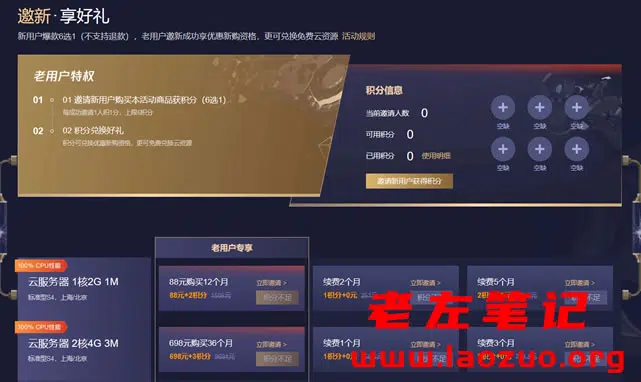 邀新·享好礼
新用户爆款6选1（不支持退款），老用户邀新成功享优惠新购资格，更可兑换免费云资源 活动规则
老用户特权
01 01 邀请新用户购买本活动商品获积分（6选1）
每成功邀请1人积1分，上限6积分
02 02 积分兑换好礼
积分可兑换优惠新购资格，更可免费兑换云资源
积分信息
当前邀请人数 0
可用积分 0
已用积分 0 使用明细
邀请新用户获得积分
空缺 空缺 空缺
空缺 空缺 空缺
老用户专享
100% CPU性能
云服务器 1核2G 1M
标准型S4，上海/北京
88元购买12个月 立即邀请 >
88元+2积分 积分不足
续费2个月 立即邀请 >
1积分+0元
续费5个月 立即邀请 >
积分不足
100% CPU性能
云服务器 2核4G 3M
标准型S4，上海/北京
698元购买36个月 立即邀请 >
698元+3积分 积分不足
续费1个月 立即邀请 >
1积分+0元
续费3个月 立即邀请 >
老左笔记
www.laozuo.org